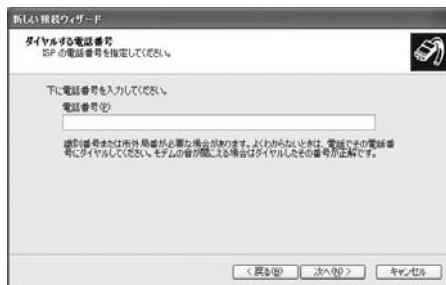 新しい接続ウィザード
ダイヤルする電話番号
ISP の電話番号を指定してください。
下に電話番号を入力してください。
電話番号(P):
識別番号または市外局番が必要な場合があります。よくわからないときは、電話でその電話番
号にダイヤルしてください。モデムの音が聞こえる場合はダイヤルしたその番号が正解です。
< 戻る(B)
次へ(N) >
キャンセル